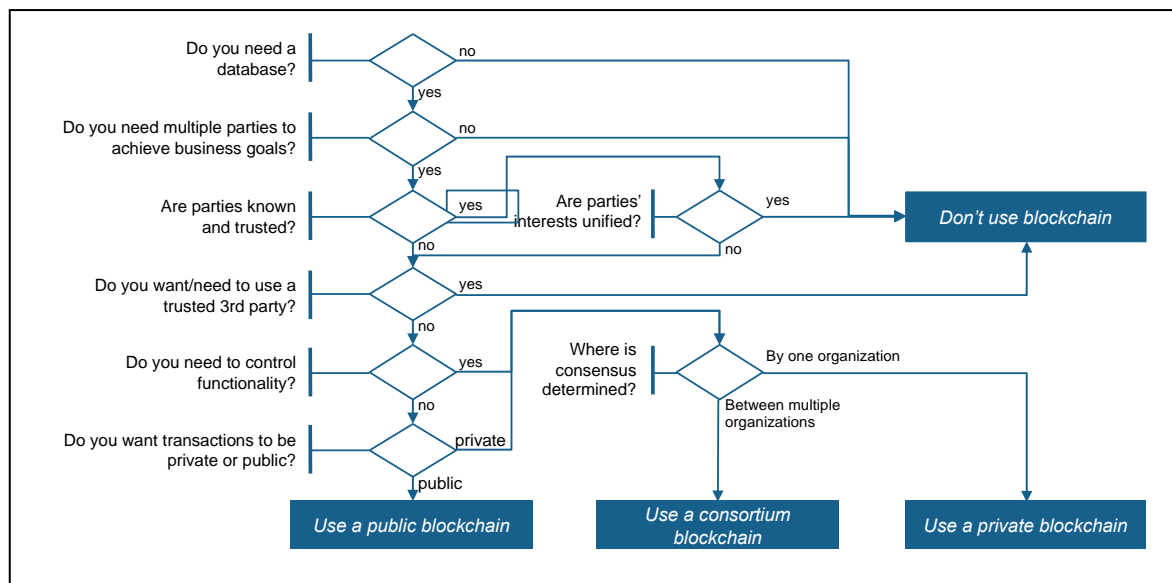 Do you need a
database?
no
yes
Do you need multiple parties to
achieve business goals?
no
yes
Are parties known
and trusted?
yes
no
Are parties’
interests unified?
yes
no
Don’t use blockchain
Do you want/need to use a
trusted 3rd party?
yes
no
Do you need to control
functionality?
yes
no
Where is
consensus
determined?
By one organization
Between multiple
organizations
Do you want transactions to be
private or public?
private
public
Use a public blockchain
Use a consortium
blockchain
Use a private blockchain